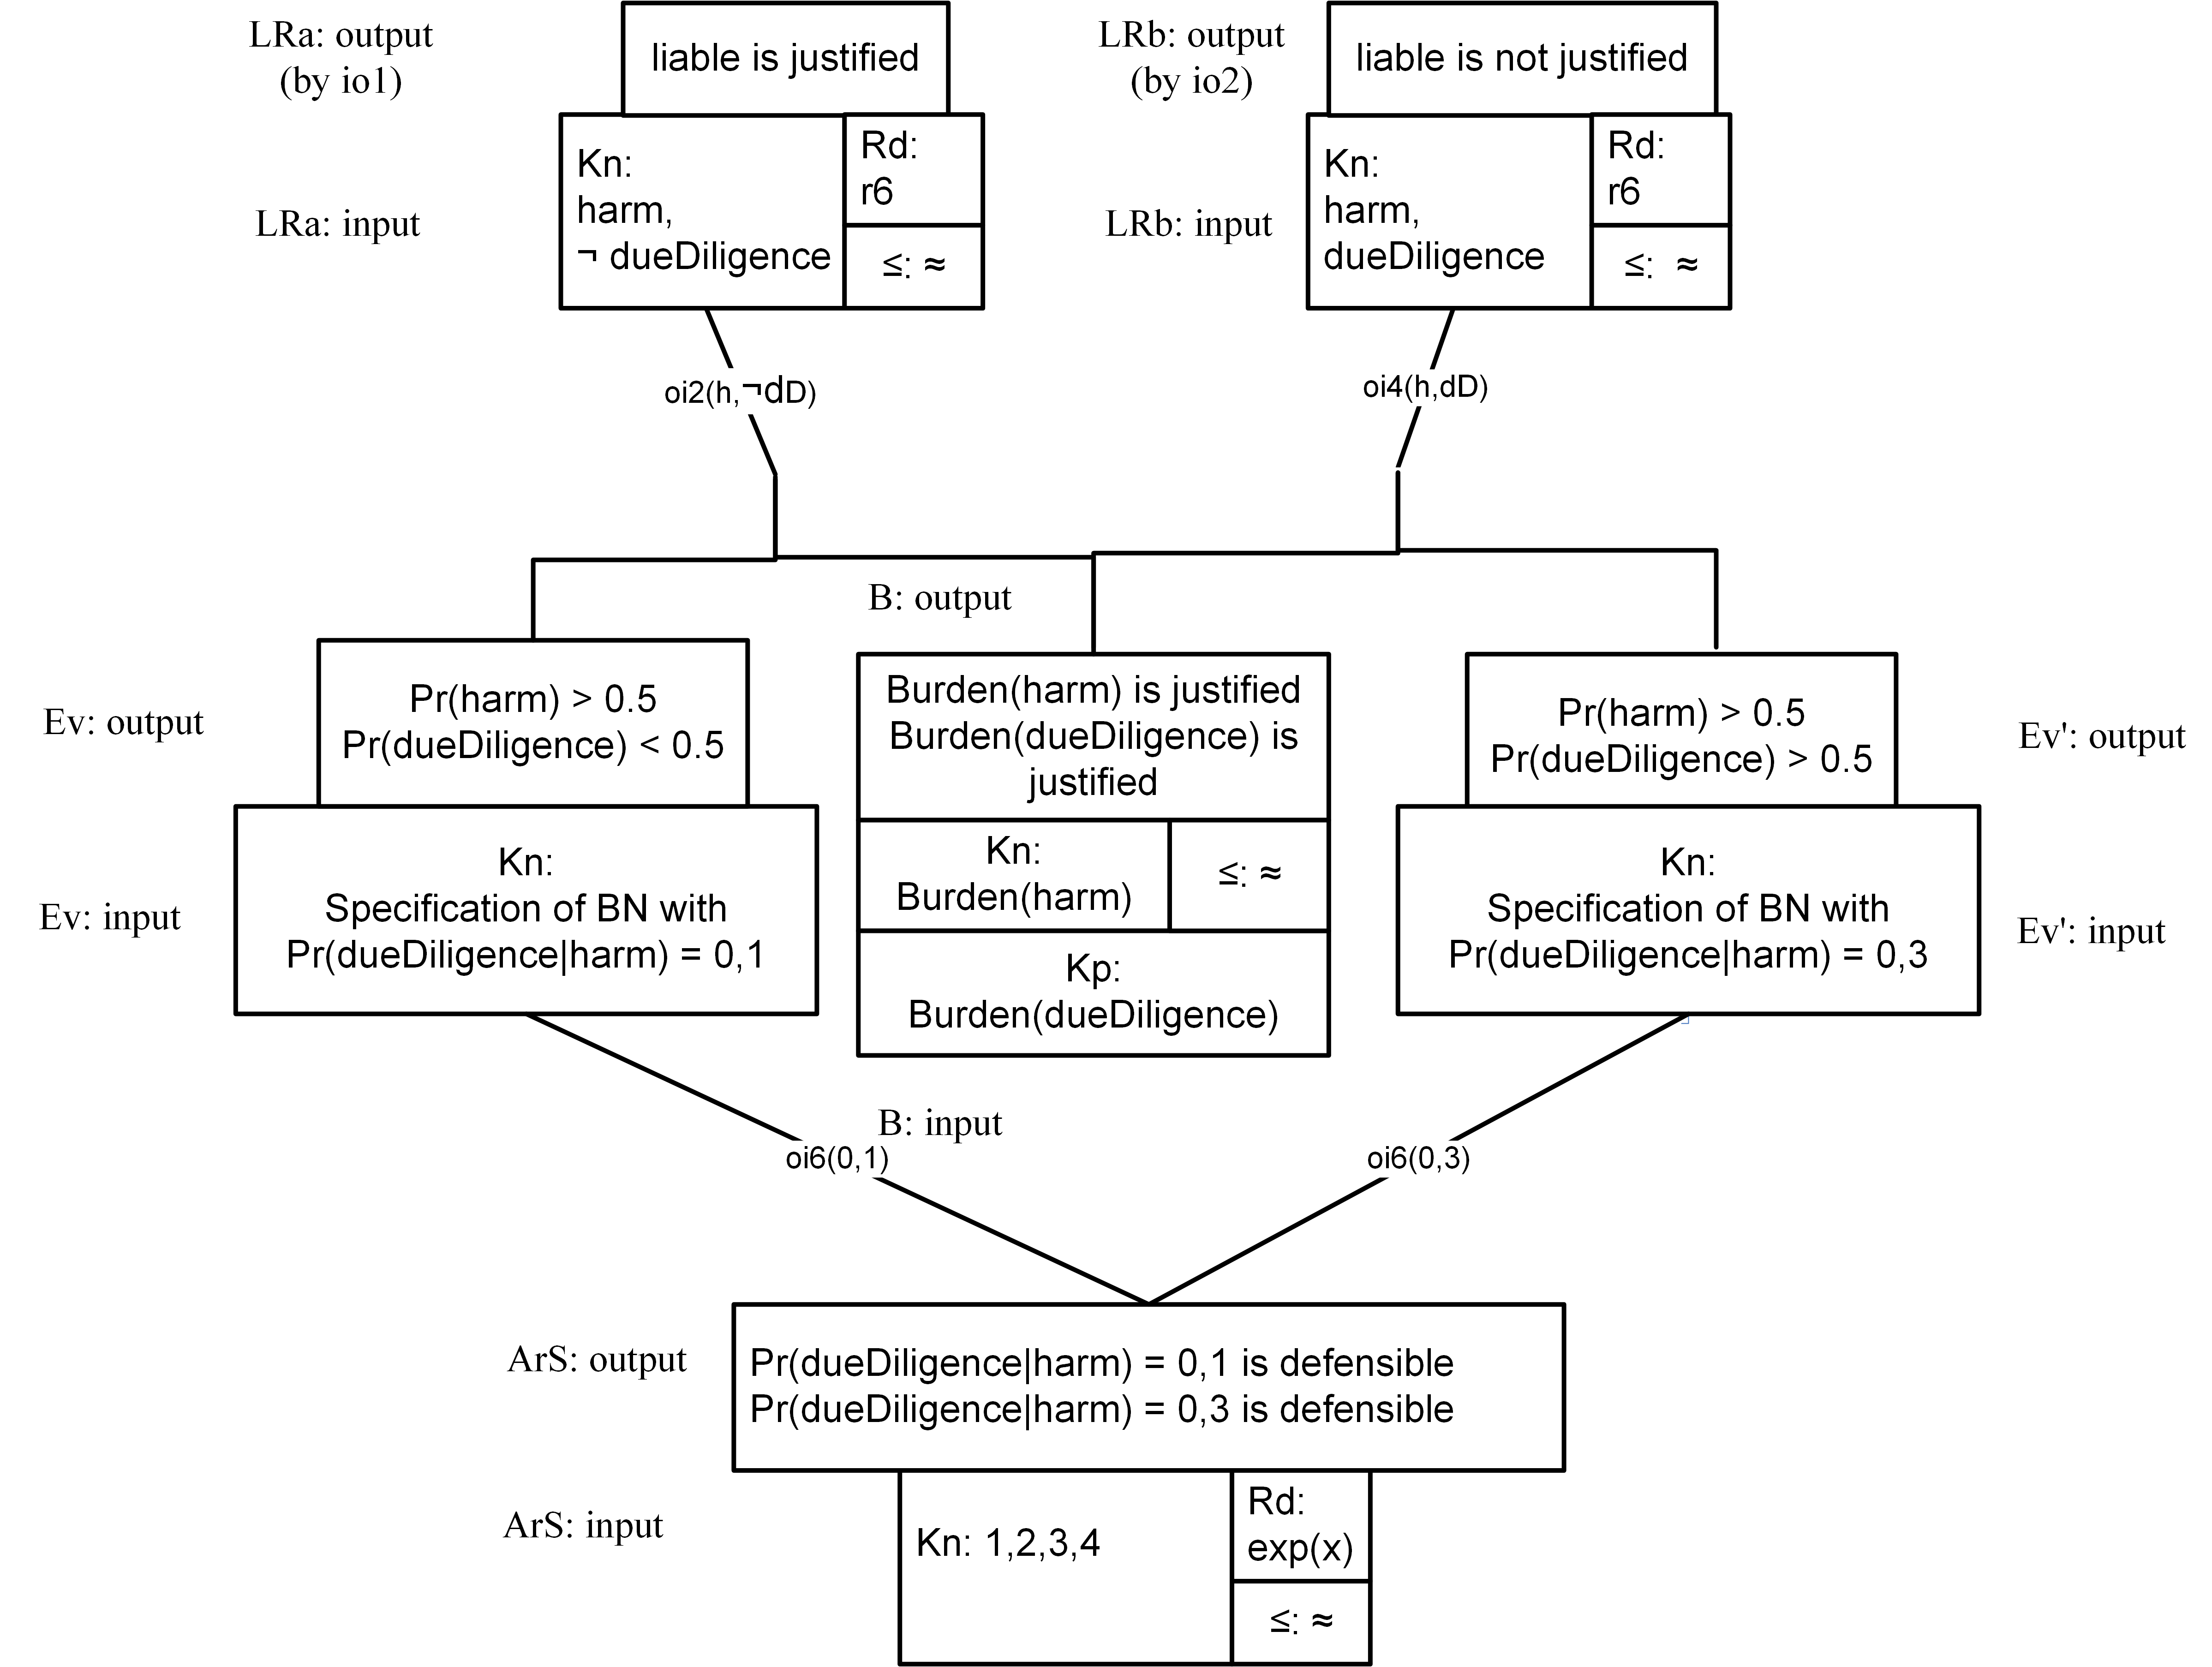 LRa: output
(by io1)
liable is justified
LRb: output
(by io2)
liable is not justified
LRa: input
Kn:
harm,
¬ dueDiligence
Rd:
r6
≤: ≈
LRb: input
Kn:
harm,
dueDiligence
Rd:
r6
≤: ≈
oi2(h,¬dD)
oi4(h,dD)
B: output
Ev: output
Pr(harm) > 0.5
Pr(dueDiligence) < 0.5
Burden(harm) is justified
Burden(dueDiligence) is
justified
Pr(harm) > 0.5
Pr(dueDiligence) > 0.5
Ev': output
Ev: input
Kn:
Specification of BN with
Pr(dueDiligence|harm) = 0,1
Kn:
Burden(harm)
≤: ≈
Kp:
Burden(dueDiligence)
Kn:
Specification of BN with
Pr(dueDiligence|harm) = 0,3
Ev': input
B: input
oi6(0,1)
oi6(0,3)
ArS: output
Pr(dueDiligence|harm) = 0,1 is defensible
Pr(dueDiligence|harm) = 0,3 is defensible
ArS: input
Kn: 1,2,3,4
Rd:
exp(x)
≤: ≈